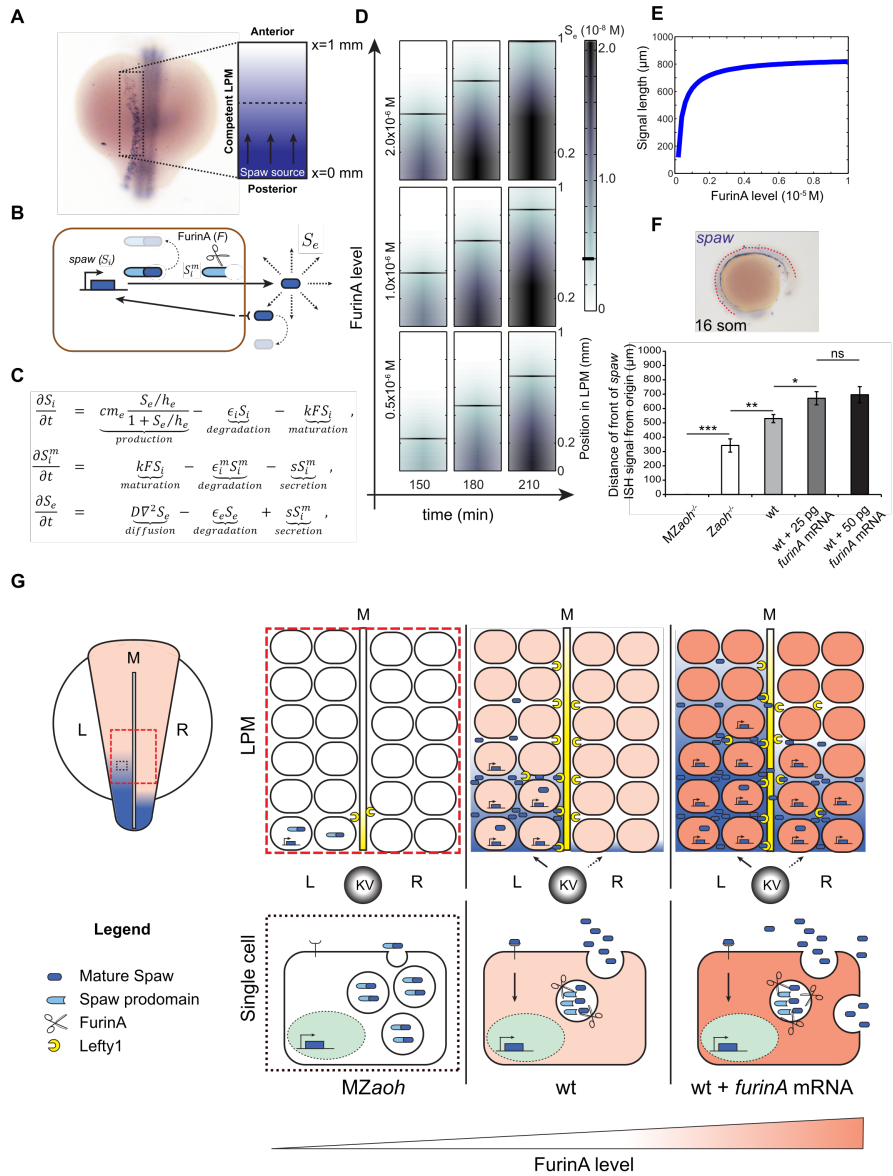 A
Anterior
x=1 mm
Competent LPM
Spaw source
x=0 mm
Posterior
B
FurinA (F)
spaw (Sᵢ)
Sᵢᵐ
Sₑ
C
∂Sᵢ/∂t = cmₑ (Sₑ/hₑ)/(1 + Sₑ/hₑ) − ϵᵢSᵢ − kFSᵢ ,
production degradation maturation
∂Sᵢᵐ/∂t = kFSᵢ − ϵᵢᵐSᵢᵐ − sSᵢᵐ ,
maturation degradation secretion
∂Sₑ/∂t = D∇²Sₑ − ϵₑSₑ + sSᵢᵐ ,
diffusion degradation secretion
D
Sₑ (10⁻⁸ M)
1 2.0
2.0x10⁻⁶ M
0.2
1 1.0
1.0x10⁻⁶ M
0.2 0
1
0.5x10⁻⁶ M
0.2
0
FurinA level
Position in LPM (mm)
150 180 210
time (min)
E
Signal length (µm)
1000
800
600
400
200
0
0 0.2 0.4 0.6 0.8 1
FurinA level (10⁻⁵ M)
F
spaw
16 som
Distance of front of spaw
ISH signal from origin (µm)
1000
900
800
700
600
500
400
300
200
100
0
*** ** * ns
MZaoh⁻/⁻
Zaoh⁻/⁻
wt
wt + 25 pg
furinA mRNA
wt + 50 pg
furinA mRNA
G
M
L R
LPM
M M M
L KV R
L KV R
L KV R
Legend
Mature Spaw
Spaw prodomain
FurinA
Lefty1
Single cell
MZaoh wt wt + furinA mRNA
FurinA level